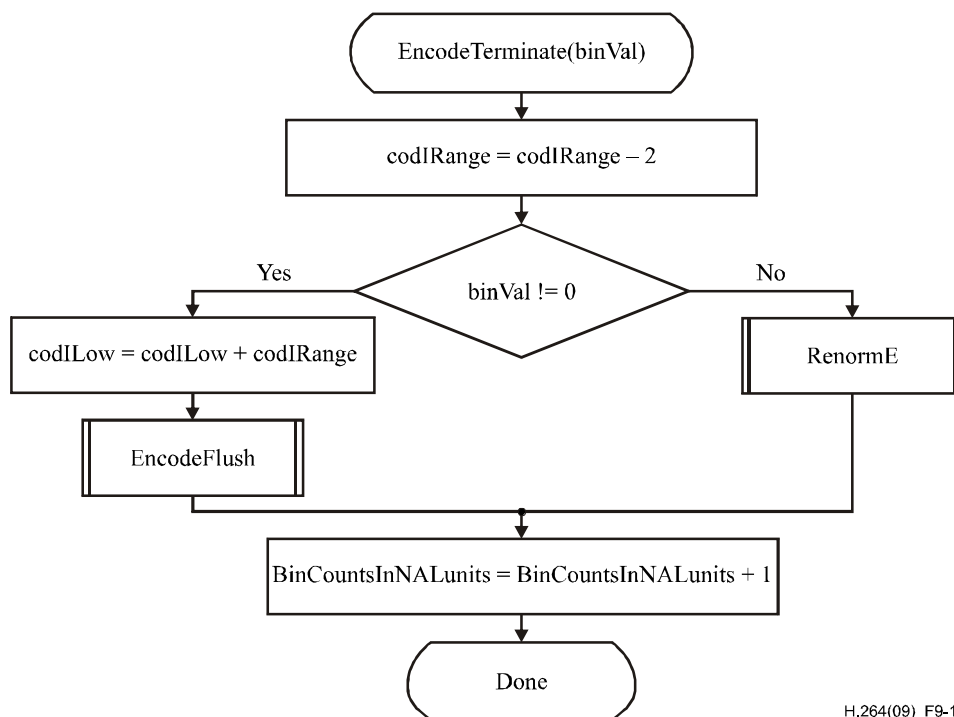 EncodeTerminate(binVal)
codIRange = codIRange – 2
Yes
binVal != 0
No
codILow = codILow + codIRange
RenormE
EncodeFlush
BinCountsInNALunits = BinCountsInNALunits + 1
Done
H.264(09)_F9-1